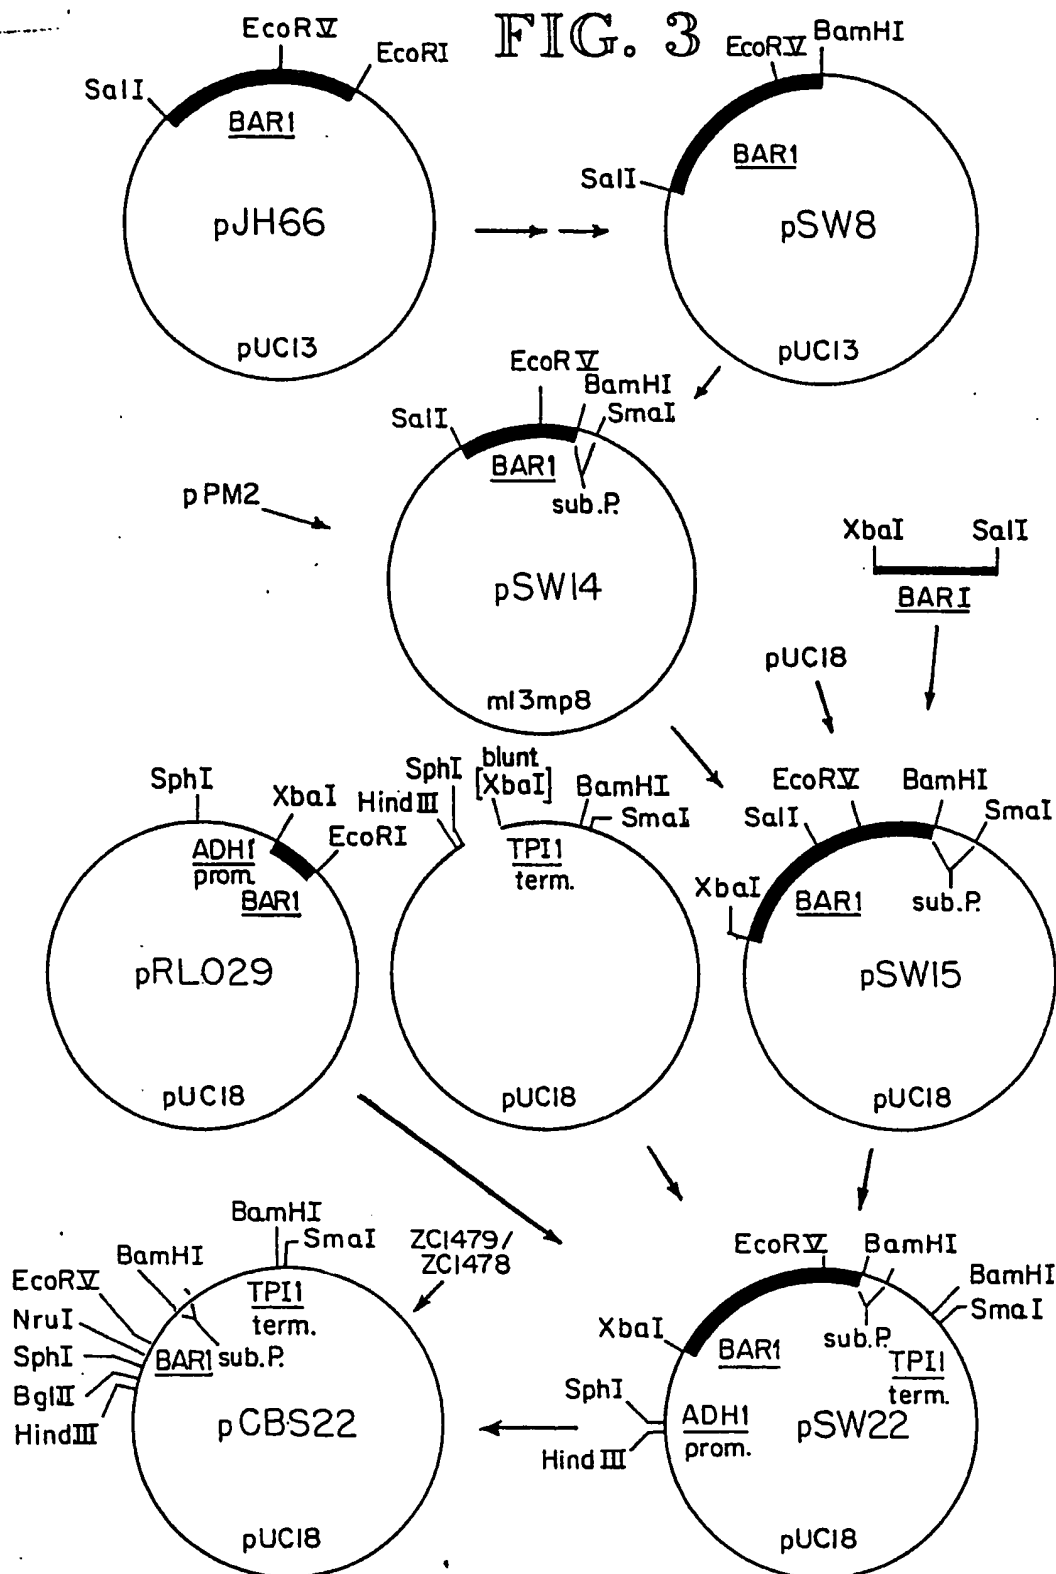 FIG. 3
EcoRV
EcoRI
SalI
BAR1
pJH66
pUC13
EcoRV
BamHI
SalI
BAR1
pSW8
pUC13
EcoRV
BamHI
SmaI
SalI
BAR1
sub.P.
pPM2
pSW14
m13mp8
XbaI
SalI
BARI
pUC18
SphI
XbaI
EcoRI
ADH1
prom.
BAR1
pRLO29
pUC18
SphI
HindIII
blunt
[XbaI]
BamHI
SmaI
TPI1
term.
pUC18
EcoRV
BamHI
SmaI
SalI
XbaI
BAR1
sub.P.
pSW15
pUC18
BamHI
SmaI
BamHI
EcoRV
NruI
SphI
BglII
HindIII
TPI1
term.
BAR1
sub.P.
pCBS22
pUC18
ZC1479/
ZC1478
EcoRV
BamHI
BamHI
SmaI
XbaI
BAR1
sub.P.
TPI1
term.
SphI
HindIII
ADH1
prom.
pSW22
pUC18